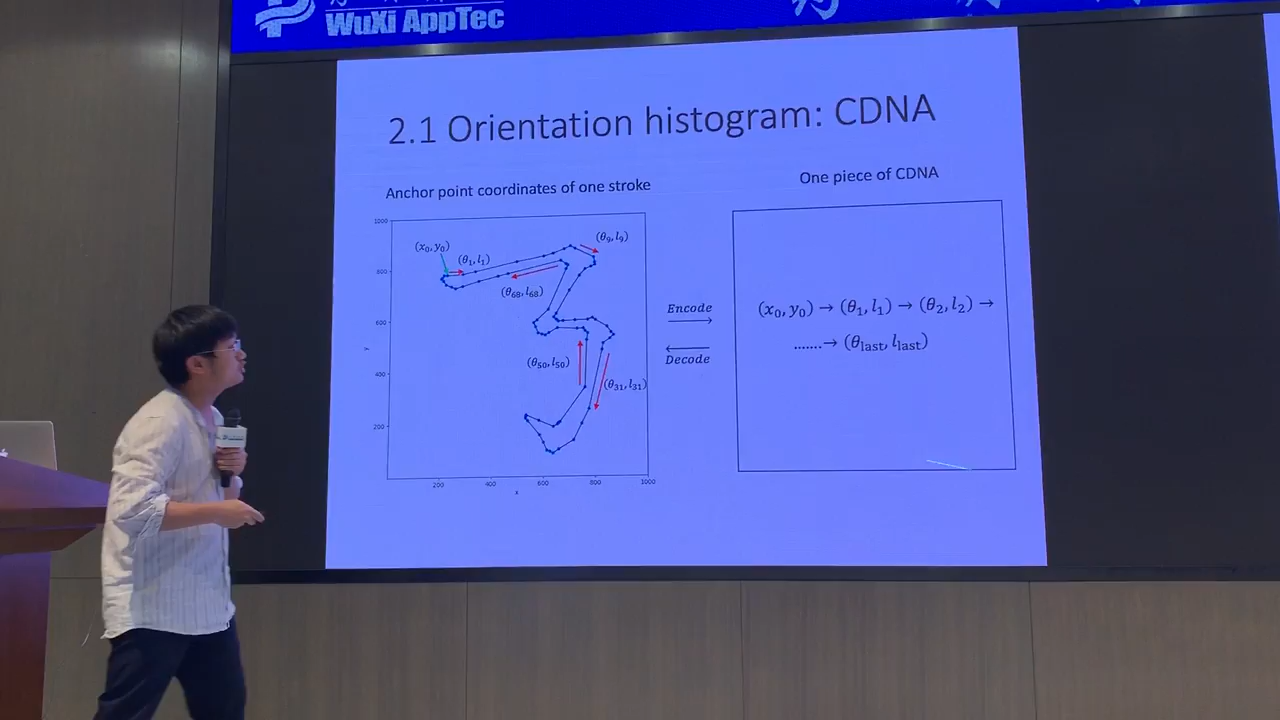 WuXi AppTec
2.1 Orientation histogram: CDNA
Anchor point coordinates of one stroke
One piece of CDNA
1000
800
600
400
200
y
200
400
600
800
1000
x
(x₀, y₀)
(θ₁, l₁)
(θ₉, l₉)
(θ₆₈, l₆₈)
(θ₅₀, l₅₀)
(θ₃₁, l₃₁)
Encode
Decode
(x₀, y₀) → (θ₁, l₁) → (θ₂, l₂) →
.......→ (θlast, llast)